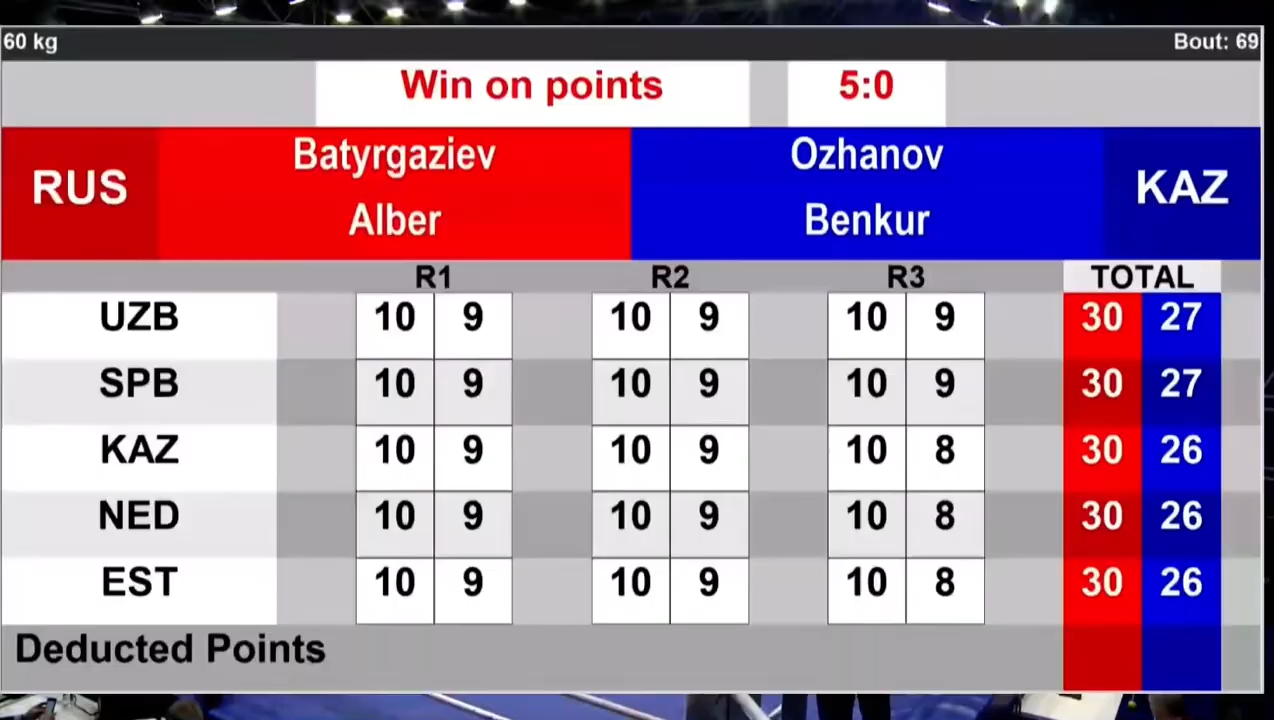 60 kg Bout: 69
Win on points 5:0
RUS Batyrgaziev Alber Ozhanov Benkur KAZ
R1 R2 R3 TOTAL
UZB 10 9 10 9 10 9 30 27
SPB 10 9 10 9 10 9 30 27
KAZ 10 9 10 9 10 8 30 26
NED 10 9 10 9 10 8 30 26
EST 10 9 10 9 10 8 30 26
Deducted Points